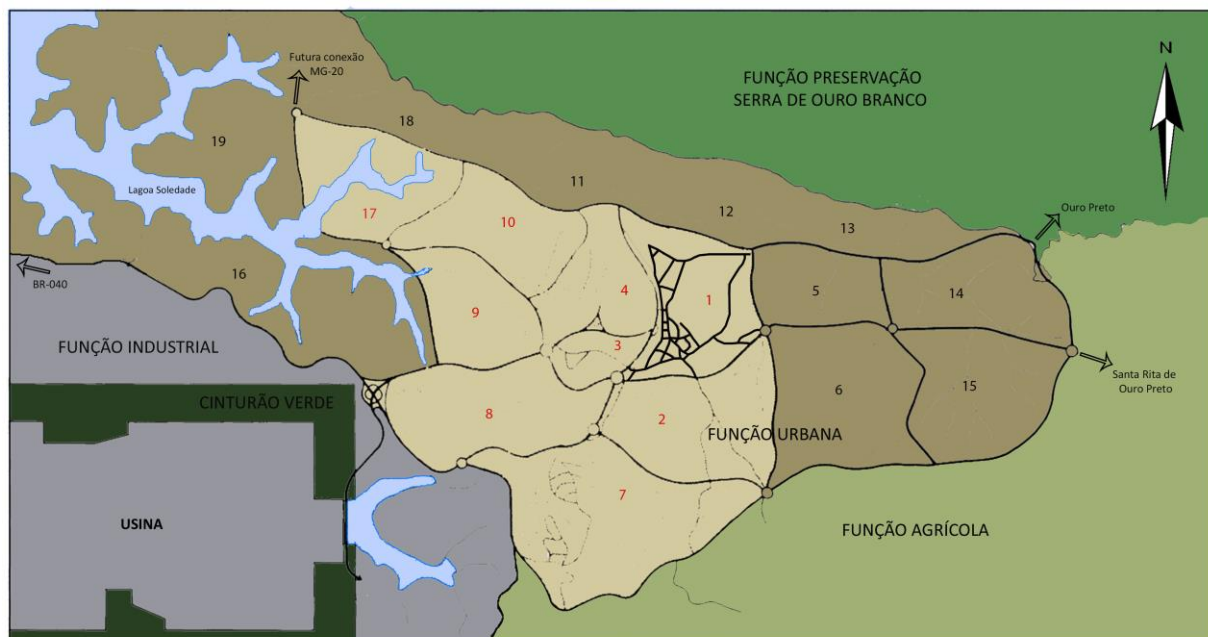 N
Futura conexão
MG-20
FUNÇÃO PRESERVAÇÃO
SERRA DE OURO BRANCO
18
19
11
Lagoa Soledade
12
13
Ouro Preto
17
10
16
BR-040
5
14
4
1
9
FUNÇÃO INDUSTRIAL
3
Santa Rita de
Ouro Preto
6
15
CINTURÃO VERDE
8
2
FUNÇÃO URBANA
7
USINA
FUNÇÃO AGRÍCOLA